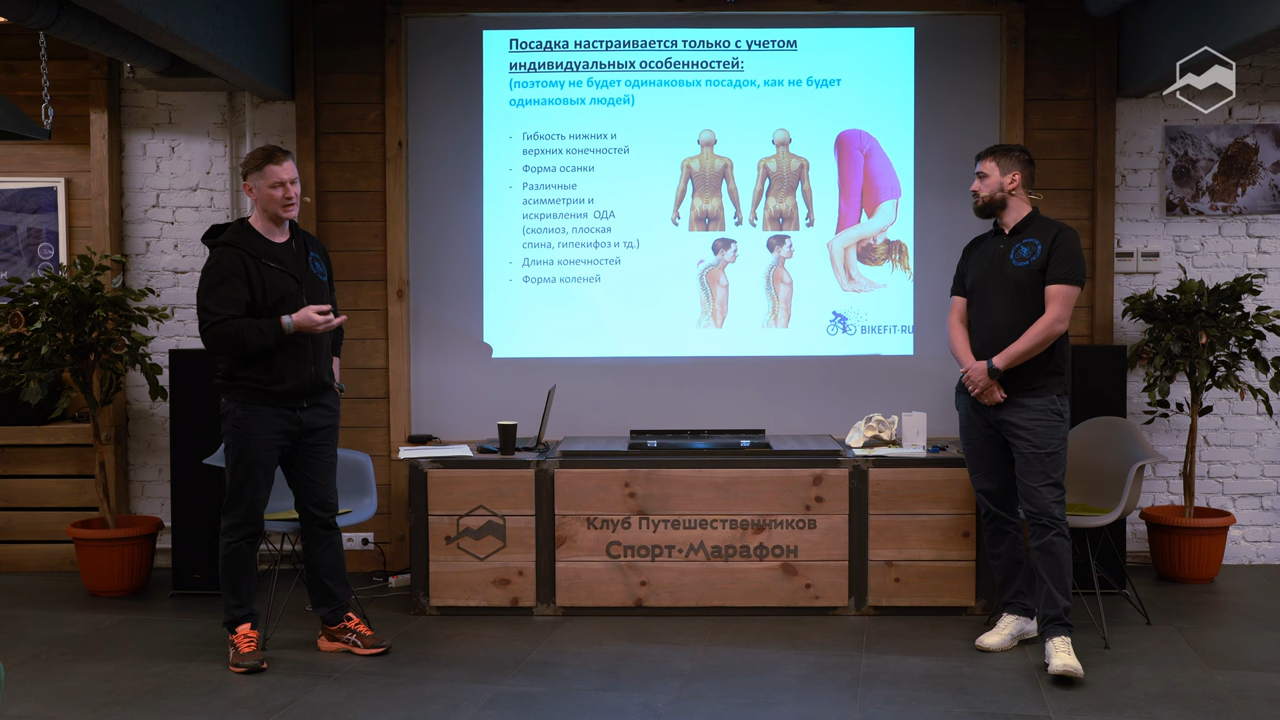 Посадка настраивается только с учетом
индивидуальных особенностей:
(поэтому не будет одинаковых посадок, как не будет
одинаковых людей)
- Гибкость нижних и
верхних конечностей
- Форма осанки
- Различные
асимметрии и
искривления ОДА
(сколиоз, плоская
спина, гипекифоз и тд.)
- Длина конечностей
- Форма коленей
BIKEFIT·RU
Клуб Путешественников
Спорт·Марафон